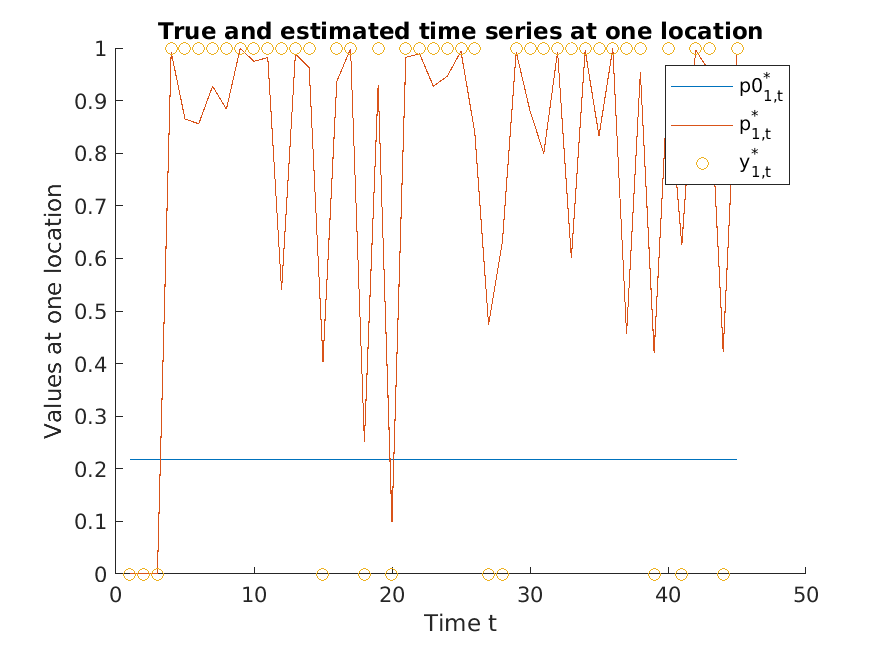 True and estimated time series at one location
Values at one location
1
0.9
0.8
0.7
0.6
0.5
0.4
0.3
0.2
0.1
0
0
10
20
30
40
50
Time t
p0*1,t
p*1,t
y*1,t